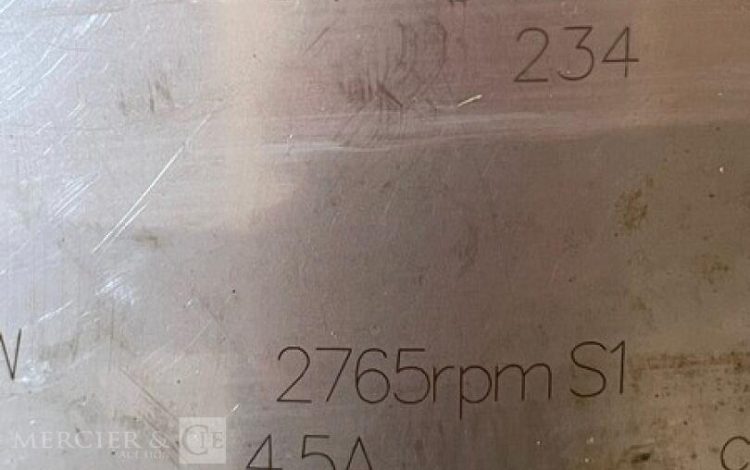 234
2765rpm S1
4.5A
MERCIER & CIE